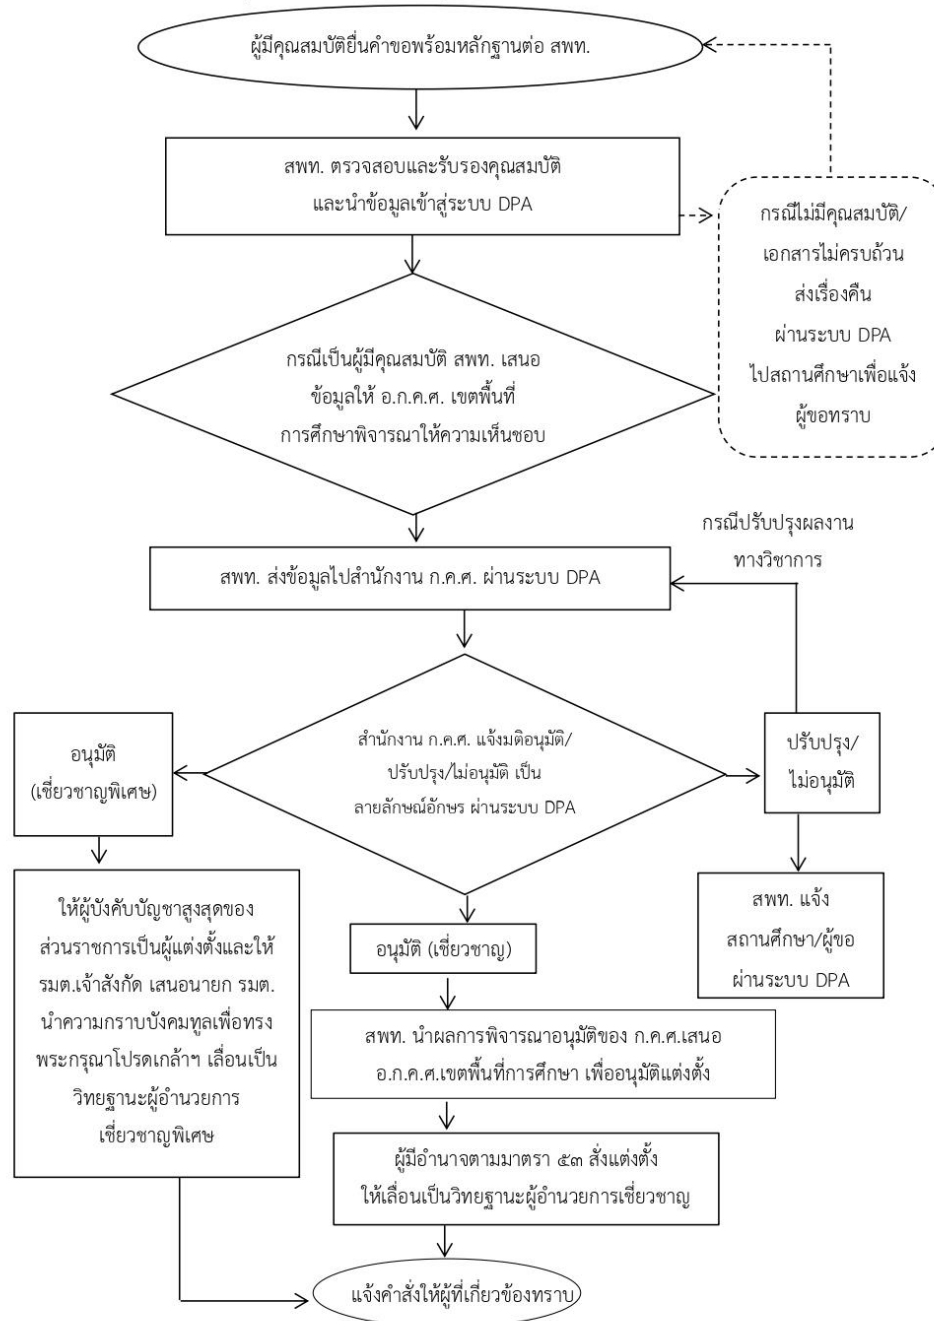 ผู้มีคุณสมบัติยื่นคำขอพร้อมหลักฐานต่อ สพท.
สพท. ตรวจสอบและรับรองคุณสมบัติ
และนำข้อมูลเข้าสู่ระบบ DPA
กรณีไม่มีคุณสมบัติ/
เอกสารไม่ครบถ้วน
ส่งเรื่องคืน
ผ่านระบบ DPA
ไปสถานศึกษาเพื่อแจ้ง
ผู้ขอทราบ
กรณีเป็นผู้มีคุณสมบัติ สพท. เสนอ
ข้อมูลให้ อ.ก.ค.ศ. เขตพื้นที่
การศึกษาพิจารณาให้ความเห็นชอบ
กรณีปรับปรุงผลงาน
ทางวิชาการ
สพท. ส่งข้อมูลไปสำนักงาน ก.ค.ศ. ผ่านระบบ DPA
สำนักงาน ก.ค.ศ. แจ้งมติอนุมัติ/
ปรับปรุง/ไม่อนุมัติ เป็น
ลายลักษณ์อักษร ผ่านระบบ DPA
อนุมัติ
(เชี่ยวชาญพิเศษ)
ปรับปรุง/
ไม่อนุมัติ
ให้ผู้บังคับบัญชาสูงสุดของ
ส่วนราชการเป็นผู้แต่งตั้งและให้
รมต.เจ้าสังกัด เสนอนายก รมต.
นำความกราบบังคมทูลเพื่อทรง
พระกรุณาโปรดเกล้าฯ เลื่อนเป็น
วิทยฐานะผู้อำนวยการ
เชี่ยวชาญพิเศษ
อนุมัติ (เชี่ยวชาญ)
สพท. แจ้ง
สถานศึกษา/ผู้ขอ
ผ่านระบบ DPA
สพท. นำผลการพิจารณาอนุมัติของ ก.ค.ศ.เสนอ
อ.ก.ค.ศ.เขตพื้นที่การศึกษา เพื่ออนุมัติแต่งตั้ง
ผู้มีอำนาจตามมาตรา ๕๓ สั่งแต่งตั้ง
ให้เลื่อนเป็นวิทยฐานะผู้อำนวยการเชี่ยวชาญ
แจ้งคำสั่งให้ผู้ที่เกี่ยวข้องทราบ